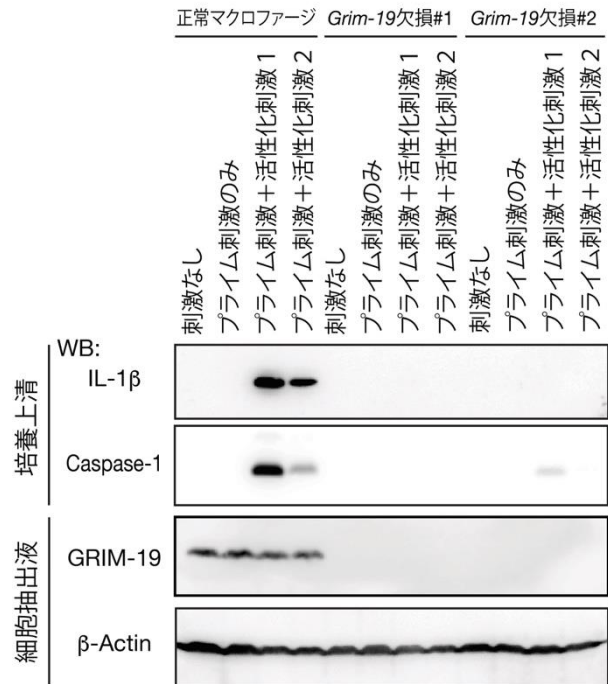 正常マクロファージ Grim-19欠損#1 Grim-19欠損#2
刺激なし
プライム刺激のみ
プライム刺激＋活性化刺激 1
プライム刺激＋活性化刺激 2
刺激なし
プライム刺激のみ
プライム刺激＋活性化刺激 1
プライム刺激＋活性化刺激 2
刺激なし
プライム刺激のみ
プライム刺激＋活性化刺激 1
プライム刺激＋活性化刺激 2
培養上清
WB:
IL-1β
Caspase-1
細胞抽出液
GRIM-19
β-Actin